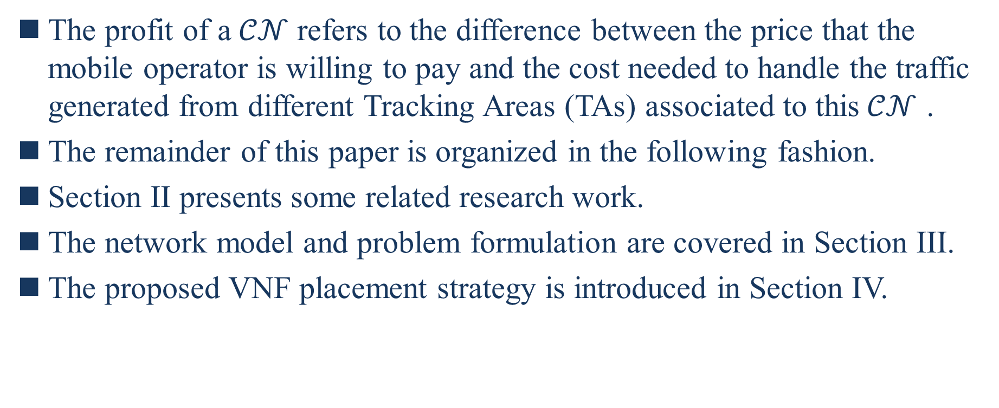 ■ The profit of a 𝒞𝒩 refers to the difference between the price that the
mobile operator is willing to pay and the cost needed to handle the traffic
generated from different Tracking Areas (TAs) associated to this 𝒞𝒩 .
■ The remainder of this paper is organized in the following fashion.
■ Section II presents some related research work.
■ The network model and problem formulation are covered in Section III.
■ The proposed VNF placement strategy is introduced in Section IV.